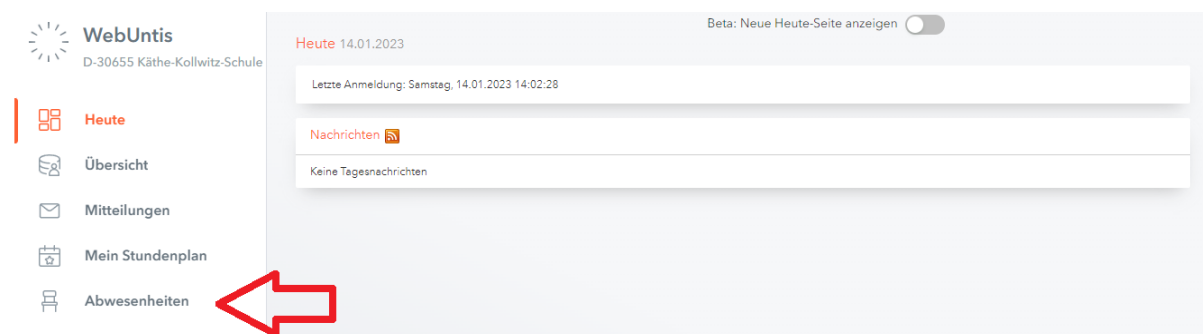 WebUntis
D-30655 Käthe-Kollwitz-Schule
Heute
Übersicht
Mitteilungen
Mein Stundenplan
Abwesenheiten
Beta: Neue Heute-Seite anzeigen
Heute 14.01.2023
Letzte Anmeldung: Samstag, 14.01.2023 14:02:28
Nachrichten
Keine Tagesnachrichten